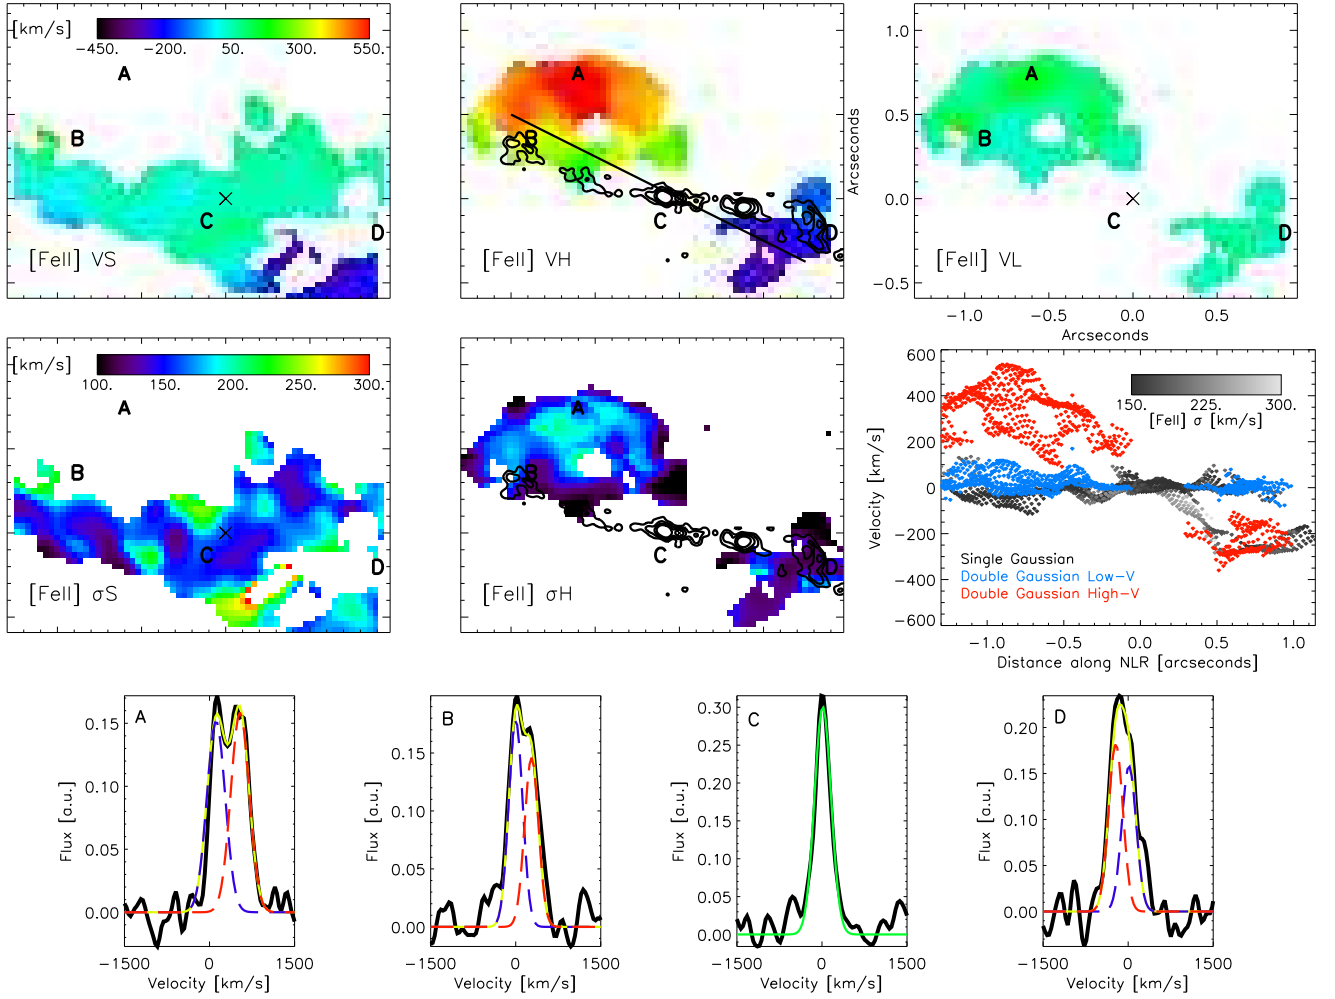 [km/s]
−450. −200. 50. 300. 550.
A
B
C
D
[FeII] VS
A
B
C
D
[FeII] VH
Arcseconds
1.0
0.5
0.0
−0.5
A
B
C
D
[FeII] VL
−1.0 −0.5 0.0 0.5
Arcseconds
[km/s]
100. 150. 200. 250. 300.
A
B
C
D
[FeII] σS
A
B
C
D
[FeII] σH
600
400
200
0
−200
−400
−600
Velocity [km/s]
150. 225. 300.
[FeII] σ [km/s]
Single Gaussian
Double Gaussian Low−V
Double Gaussian High−V
−1.0 −0.5 0.0 0.5 1.0
Distance along NLR [arcseconds]
A
0.15
0.10
0.05
0.00
Flux [a.u.]
−1500 0 1500
Velocity [km/s]
B
0.15
0.10
0.05
0.00
Flux [a.u.]
−1500 0 1500
Velocity [km/s]
C
0.30
0.25
0.20
0.15
0.10
0.05
0.00
Flux [a.u.]
−1500 0 1500
Velocity [km/s]
D
0.20
0.15
0.10
0.05
0.00
Flux [a.u.]
−1500 0 1500
Velocity [km/s]